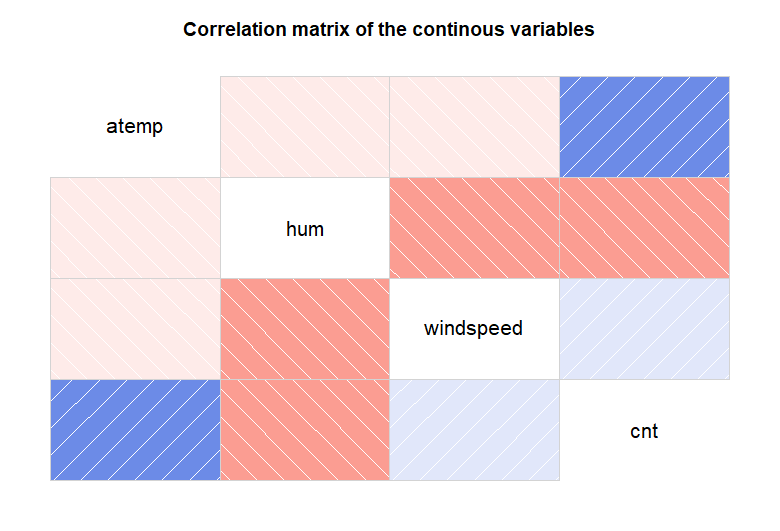 Correlation matrix of the continous variables
atemp
hum
windspeed
cnt